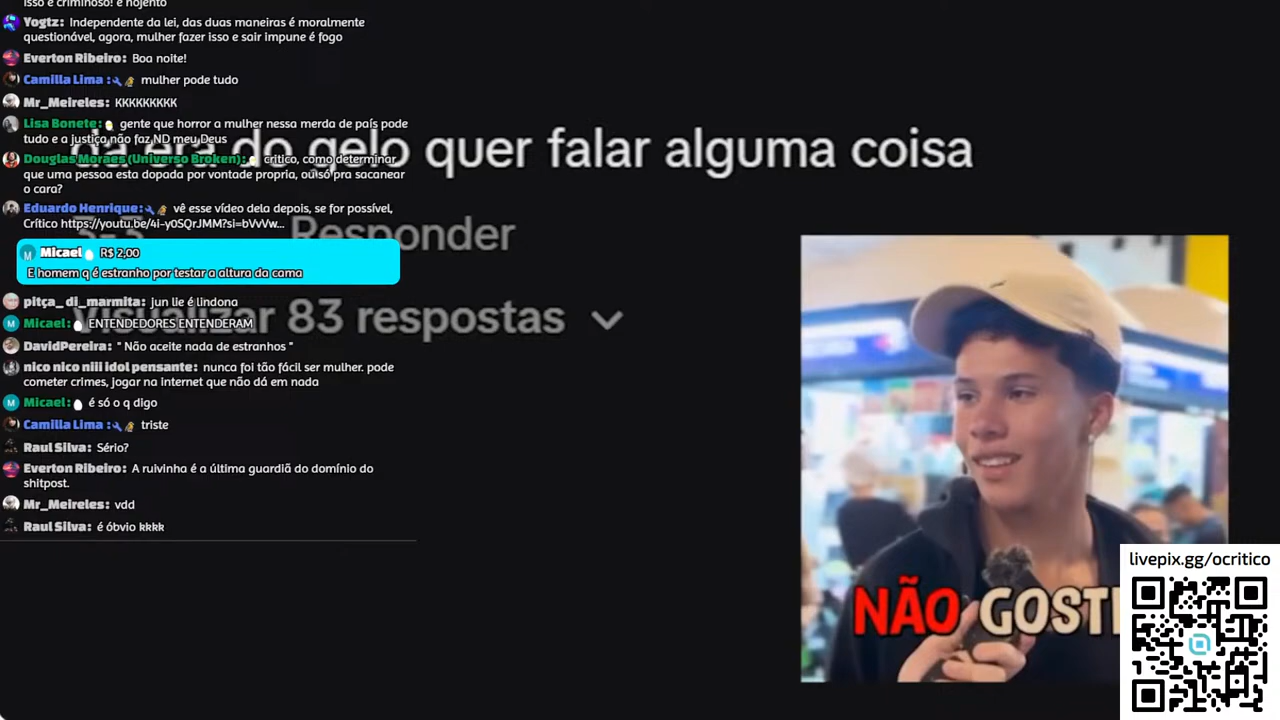 isso é criminoso! e nojento
Yogtz: Independente da lei, das duas maneiras é moralmente
questionável, agora, mulher fazer isso e sair impune é fogo
Everton Ribeiro: Boa noite!
Camilla Lima : mulher pode tudo
Mr_Meireles: KKKKKKKKK
Lisa Bonete: gente que horror a mulher nessa merda de país pode
tudo e a justiça não faz ND meu Deus
Douglas Moraes (Universo Broken): critico, como determinar
que uma pessoa esta dopada por vontade propria, ou só pra sacanear
o cara?
Eduardo Henrique: vê esse vídeo dela depois, se for possível,
Crítico https://youtu.be/4i-y0SQrJMM?si=bVvVw...
Micael R$ 2,00
E homem q é estranho por testar a altura da cama
pitça_di_marmita: jun lie é lindona
Micael: ENTENDEDORES ENTENDERAM
DavidPereira: " Não aceite nada de estranhos "
nico nico niii idol pensante: nunca foi tão fácil ser mulher. pode
cometer crimes, jogar na internet que não dá em nada
Micael: é só o q digo
Camilla Lima : triste
Raul Silva: Sério?
Everton Ribeiro: A ruivinha é a última guardiã do domínio do
shitpost.
Mr_Meireles: vdd
Raul Silva: é óbvio kkkk
da era do gelo quer falar alguma coisa
3-3 Responder
Visualizar 83 respostas
NÃO GOSTE
livepix.gg/ocritico